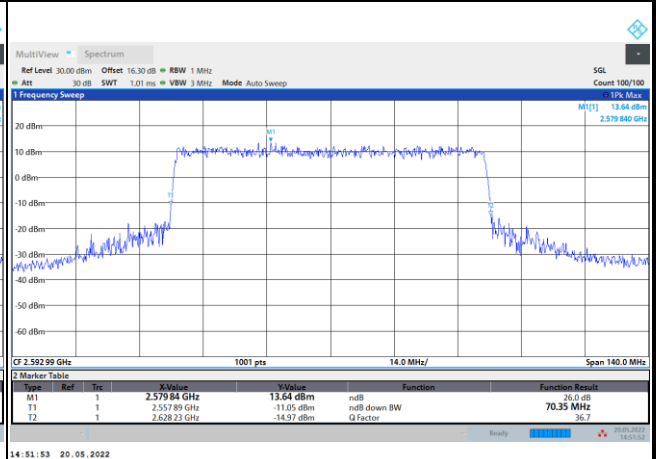 MultiView Spectrum
Ref Level 30.00 dBm Offset 16.30 dB RBW 1 MHz SGL
Att 30 dB SWT 1.01 ms VBW 3 MHz Mode Auto Sweep Count 100/100
1 Frequency Sweep 1Pk Max
M1[1] 13.64 dBm
2.579 840 GHz
M1
20 dBm
10 dBm
0 dBm
T1
-10 dBm
T2
-20 dBm
-30 dBm
-40 dBm
-50 dBm
-60 dBm
CF 2.592 99 GHz 1001 pts 14.0 MHz/ Span 140.0 MHz
2 Marker Table
Type Ref Trc X-Value Y-Value Function Function Result
M1 1 2.579 84 GHz 13.64 dBm ndB 26.0 dB
T1 1 2.557 89 GHz -11.05 dBm ndB down BW 70.35 MHz
T2 1 2.628 23 GHz -14.97 dBm Q Factor 36.7
Ready 20.05.2022
14:51:52
14:51:53 20.05.2022